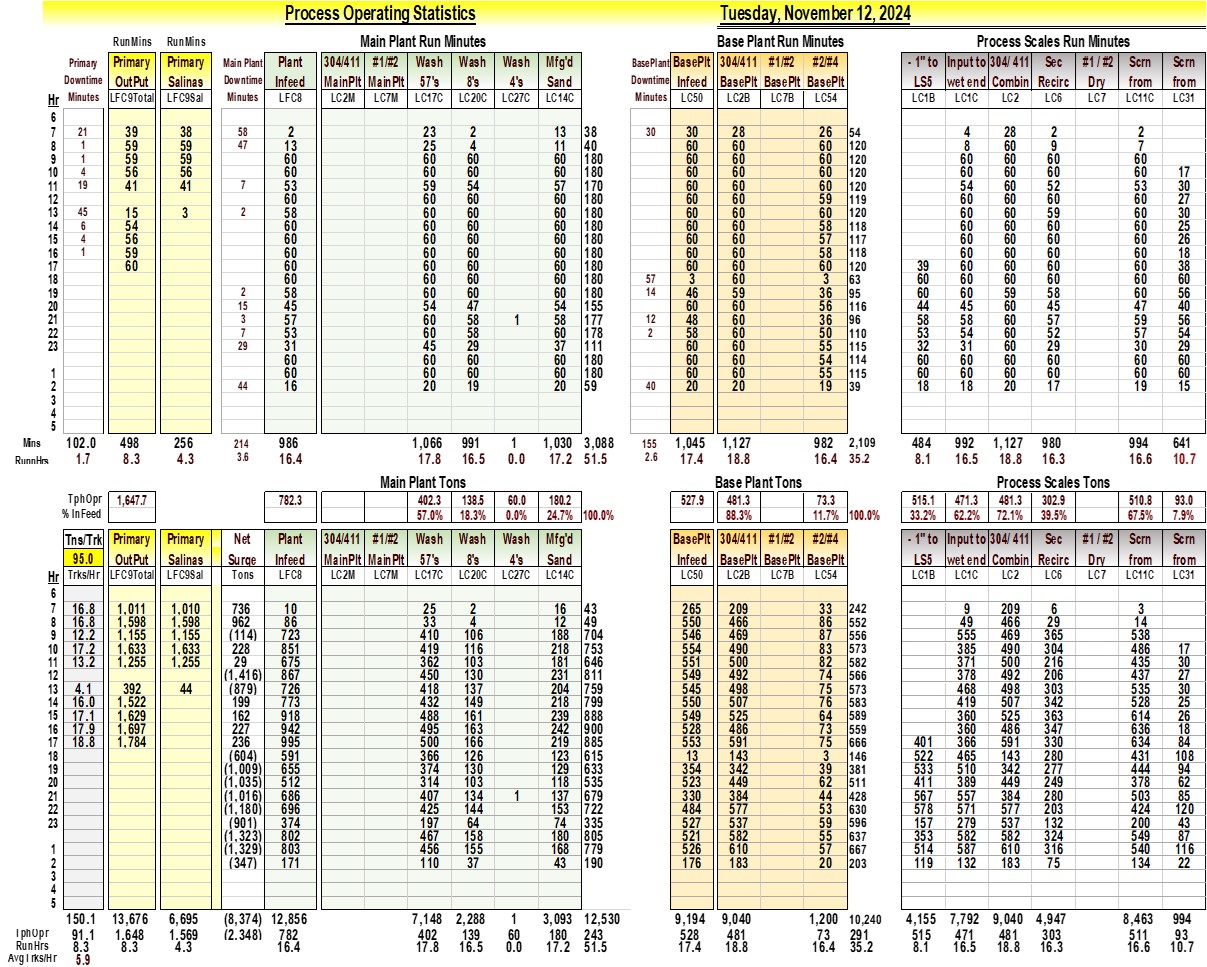 Process Operating Statistics Tuesday, November 12, 2024
RunMins RunMins Main Plant Run Minutes Base Plant Run Minutes Process Scales Run Minutes
Primary Primary Primary Main Plant Plant 304/411 #1/#2 Wash Wash Wash Mfg'd BasePlant BasePlt 304/411 #1/#2 #2/#4 - 1" to Input to 304/ 411 Sec #1 / #2 Scrn Scrn
Downtime OutPut Salinas Downtime Infeed MainPlt MainPlt 57's 8's 4's Sand Downtime Infeed BasePlt BasePlt BasePlt LS5 wet end Combin Recirc Dry from from
Hr Minutes LFC9Total LFC9Sal Minutes LFC8 LC2M LC7M LC17C LC20C LC27C LC14C Minutes LC50 LC2B LC7B LC54 LC1B LC1C LC2 LC6 LC7 LC11C LC31
6
7 21 39 38 58 2 23 2 13 38 30 30 28 26 54 4 28 2 2
8 1 59 59 47 13 25 4 11 40 60 60 60 120 8 60 9 7
9 1 59 59 60 60 60 60 180 60 60 60 120 60 60 60 60
10 4 56 56 60 60 60 60 180 60 60 60 120 60 60 60 60 17
11 19 41 41 7 53 59 54 57 170 60 60 60 120 54 60 52 53 30
12 60 60 60 60 180 60 60 59 119 60 60 60 60 27
13 45 15 3 2 58 60 60 60 180 60 60 60 120 60 60 59 60 30
14 6 54 60 60 60 60 180 60 60 58 118 60 60 60 60 25
15 4 56 60 60 60 60 180 60 60 57 117 60 60 60 60 26
16 1 59 60 60 60 60 180 60 60 58 118 60 60 60 60 18
17 60 60 60 60 60 180 60 60 60 120 39 60 60 60 60 38
18 60 60 60 60 180 57 3 60 3 63 60 60 60 60 60 60
19 2 58 60 60 60 180 14 46 59 36 95 60 60 59 58 60 56
20 15 45 54 47 54 155 60 60 56 116 44 45 60 45 47 40
21 3 57 60 58 1 58 177 12 48 60 36 96 58 58 60 57 59 56
22 7 53 60 58 60 178 2 58 60 50 110 53 54 60 52 57 54
23 29 31 45 29 37 111 60 60 55 115 32 31 60 29 30 29
60 60 60 60 180 60 60 54 114 60 60 60 60 60 60
1 60 60 60 60 180 60 60 55 115 60 60 60 60 60 60
2 44 16 20 19 20 59 40 20 20 19 39 18 18 20 17 19 15
3
4
5
Mins 102.0 498 256 214 986 1,066 991 1 1,030 3,088 155 1,045 1,127 982 2,109 484 992 1,127 980 994 641
RunnHrs 1.7 8.3 4.3 3.6 16.4 17.8 16.5 0.0 17.2 51.5 2.6 17.4 18.8 16.4 35.2 8.1 16.5 18.8 16.3 16.6 10.7
Main Plant Tons Base Plant Tons Process Scales Tons
TphOpr 1,647.7 782.3 402.3 138.5 60.0 180.2 527.9 481.3 73.3 515.1 471.3 481.3 302.9 510.8 93.0
% InFeed 57.0% 18.3% 0.0% 24.7% 100.0% 88.3% 11.7% 100.0% 33.2% 62.2% 72.1% 39.5% 67.5% 7.9%
Tns/Trk Primary Primary Net Plant 304/411 #1/#2 Wash Wash Wash Mfg'd BasePlt 304/411 #1/#2 #2/#4 - 1" to Input to 304/ 411 Sec #1 / #2 Scrn Scrn
95.0 OutPut Salinas Surge Infeed MainPlt MainPlt 57's 8's 4's Sand Infeed BasePlt BasePlt BasePlt LS5 wet end Combin Recirc Dry from from
Hr Trks/Hr LFC9Total LFC9Sal Tons LFC8 LC2M LC7M LC17C LC20C LC27C LC14C LC50 LC2B LC7B LC54 LC1B LC1C LC2 LC6 LC7 LC11C LC31
6
7 16.8 1,011 1,010 736 10 25 2 16 43 265 209 33 242 9 209 6 3
8 16.8 1,598 1,598 962 86 33 4 12 49 550 466 86 552 49 466 29 14
9 12.2 1,155 1,155 (114) 723 410 106 188 704 546 469 87 556 555 469 365 538
10 17.2 1,633 1,633 228 851 419 116 218 753 554 490 83 573 385 490 304 486 17
11 13.2 1,255 1,255 29 675 362 103 181 646 551 500 82 582 371 500 216 435 30
12 (1,416) 867 450 130 231 811 549 492 74 566 378 492 206 437 27
13 4.1 392 44 (879) 726 418 137 204 759 545 498 75 573 468 498 303 535 30
14 16.0 1,522 199 773 432 149 218 799 550 507 76 583 419 507 342 528 25
15 17.1 1,629 162 918 488 161 239 888 549 525 64 589 360 525 363 614 26
16 17.9 1,697 227 942 495 163 242 900 528 486 73 559 360 486 347 636 18
17 18.8 1,784 236 995 500 166 219 885 553 591 75 666 401 366 591 330 634 84
18 (604) 591 366 126 123 615 13 143 3 146 522 465 143 280 431 108
19 (1,009) 655 374 130 129 633 354 342 39 381 533 510 342 277 444 94
20 (1,035) 512 314 103 118 535 523 449 62 511 411 389 449 249 378 62
21 (1,016) 686 407 134 1 137 679 330 384 44 428 567 557 384 280 503 85
22 (1,180) 696 425 144 153 722 484 577 53 630 578 571 577 203 424 120
23 (901) 374 197 64 74 335 527 537 59 596 157 279 537 132 200 43
(1,323) 802 467 158 180 805 521 582 55 637 353 582 582 324 549 87
1 (1,329) 803 456 155 168 779 526 610 57 667 514 587 610 316 540 116
2 (347) 171 110 37 43 190 176 183 20 203 119 132 183 75 134 22
3
4
5
150.1 13,676 6,695 (8,374) 12,856 7,148 2,288 1 3,093 12,530 9,194 9,040 1,200 10,240 4,155 7,792 9,040 4,947 8,463 994
TphOpr 91.1 1,648 1,569 (2,348) 782 402 139 60 180 243 528 481 73 291 515 471 481 303 511 93
RunHrs 8.3 8.3 4.3 16.4 17.8 16.5 0.0 17.2 51.5 17.4 18.8 16.4 35.2 8.1 16.5 18.8 16.3 16.6 10.7
Avg Trks/Hr 5.9